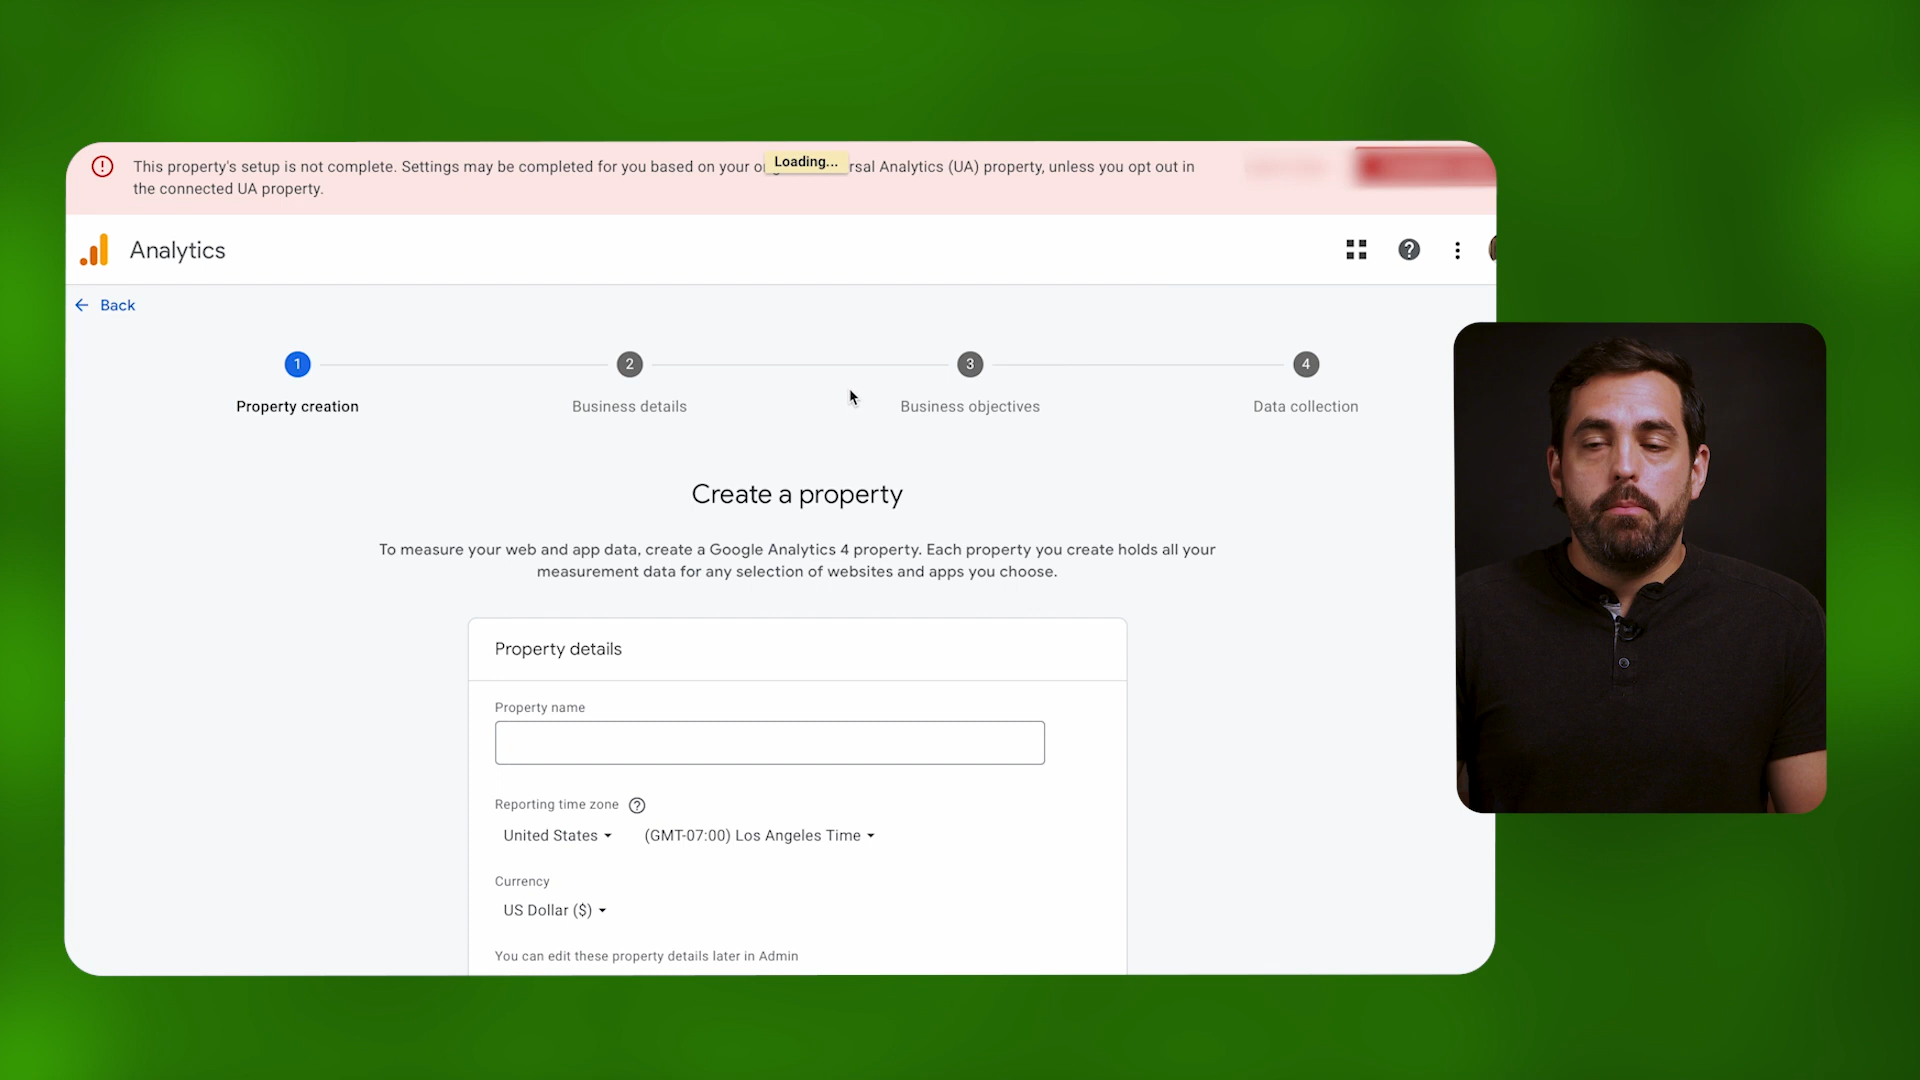 This property's setup is not complete. Settings may be completed for you based on your Loading... rsal Analytics (UA) property, unless you opt out in
the connected UA property.
Analytics
Back
1
2
3
4
Property creation
Business details
Business objectives
Data collection
Create a property
To measure your web and app data, create a Google Analytics 4 property. Each property you create holds all your
measurement data for any selection of websites and apps you choose.
Property details
Property name
Reporting time zone
United States
(GMT-07:00) Los Angeles Time
Currency
US Dollar ($)
You can edit these property details later in Admin